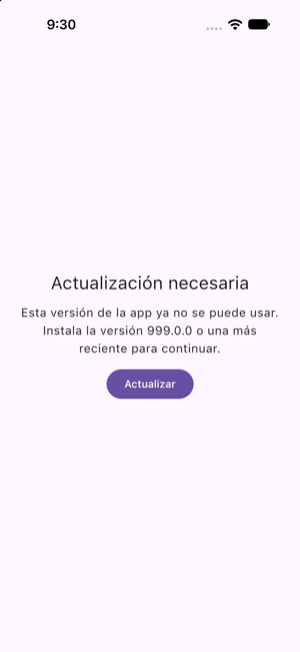 9:30
Actualización necesaria
Esta versión de la app ya no se puede usar.
Instala la versión 999.0.0 o una más
reciente para continuar.
Actualizar